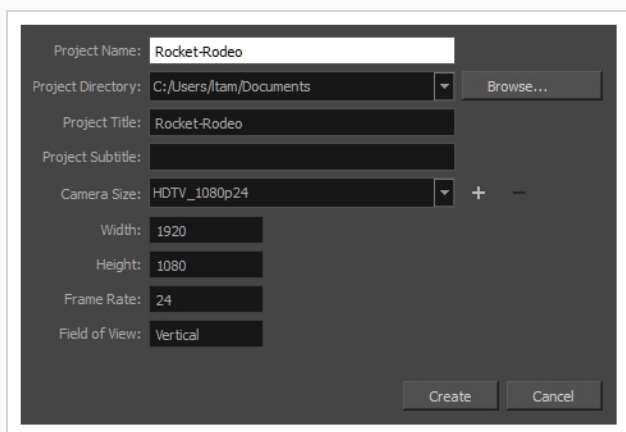 Project Name: Rocket-Rodeo
Project Directory: C:/Users/ltam/Documents Browse...
Project Title: Rocket-Rodeo
Project Subtitle:
Camera Size: HDTV_1080p24
Width: 1920
Height: 1080
Frame Rate: 24
Field of View: Vertical
Create Cancel